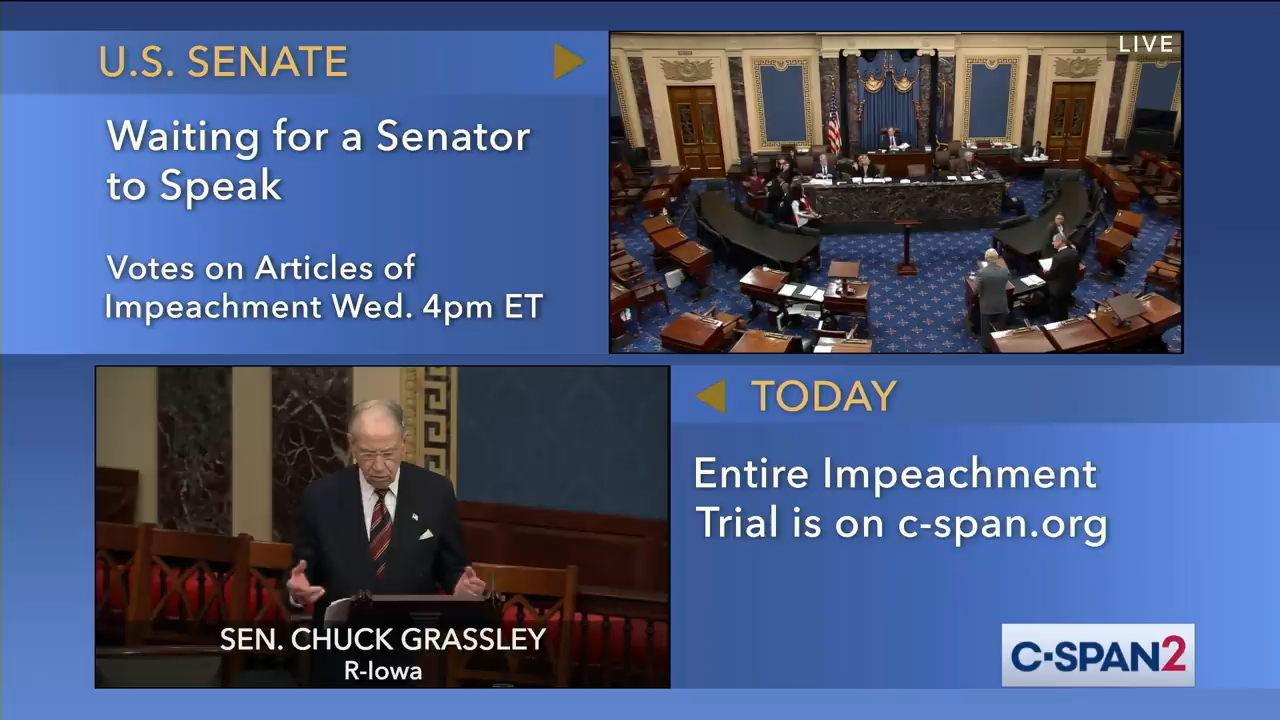 U.S. SENATE
Waiting for a Senator
to Speak
Votes on Articles of
Impeachment Wed. 4pm ET
LIVE
SEN. CHUCK GRASSLEY
R-Iowa
TODAY
Entire Impeachment
Trial is on c-span.org
C-SPAN2